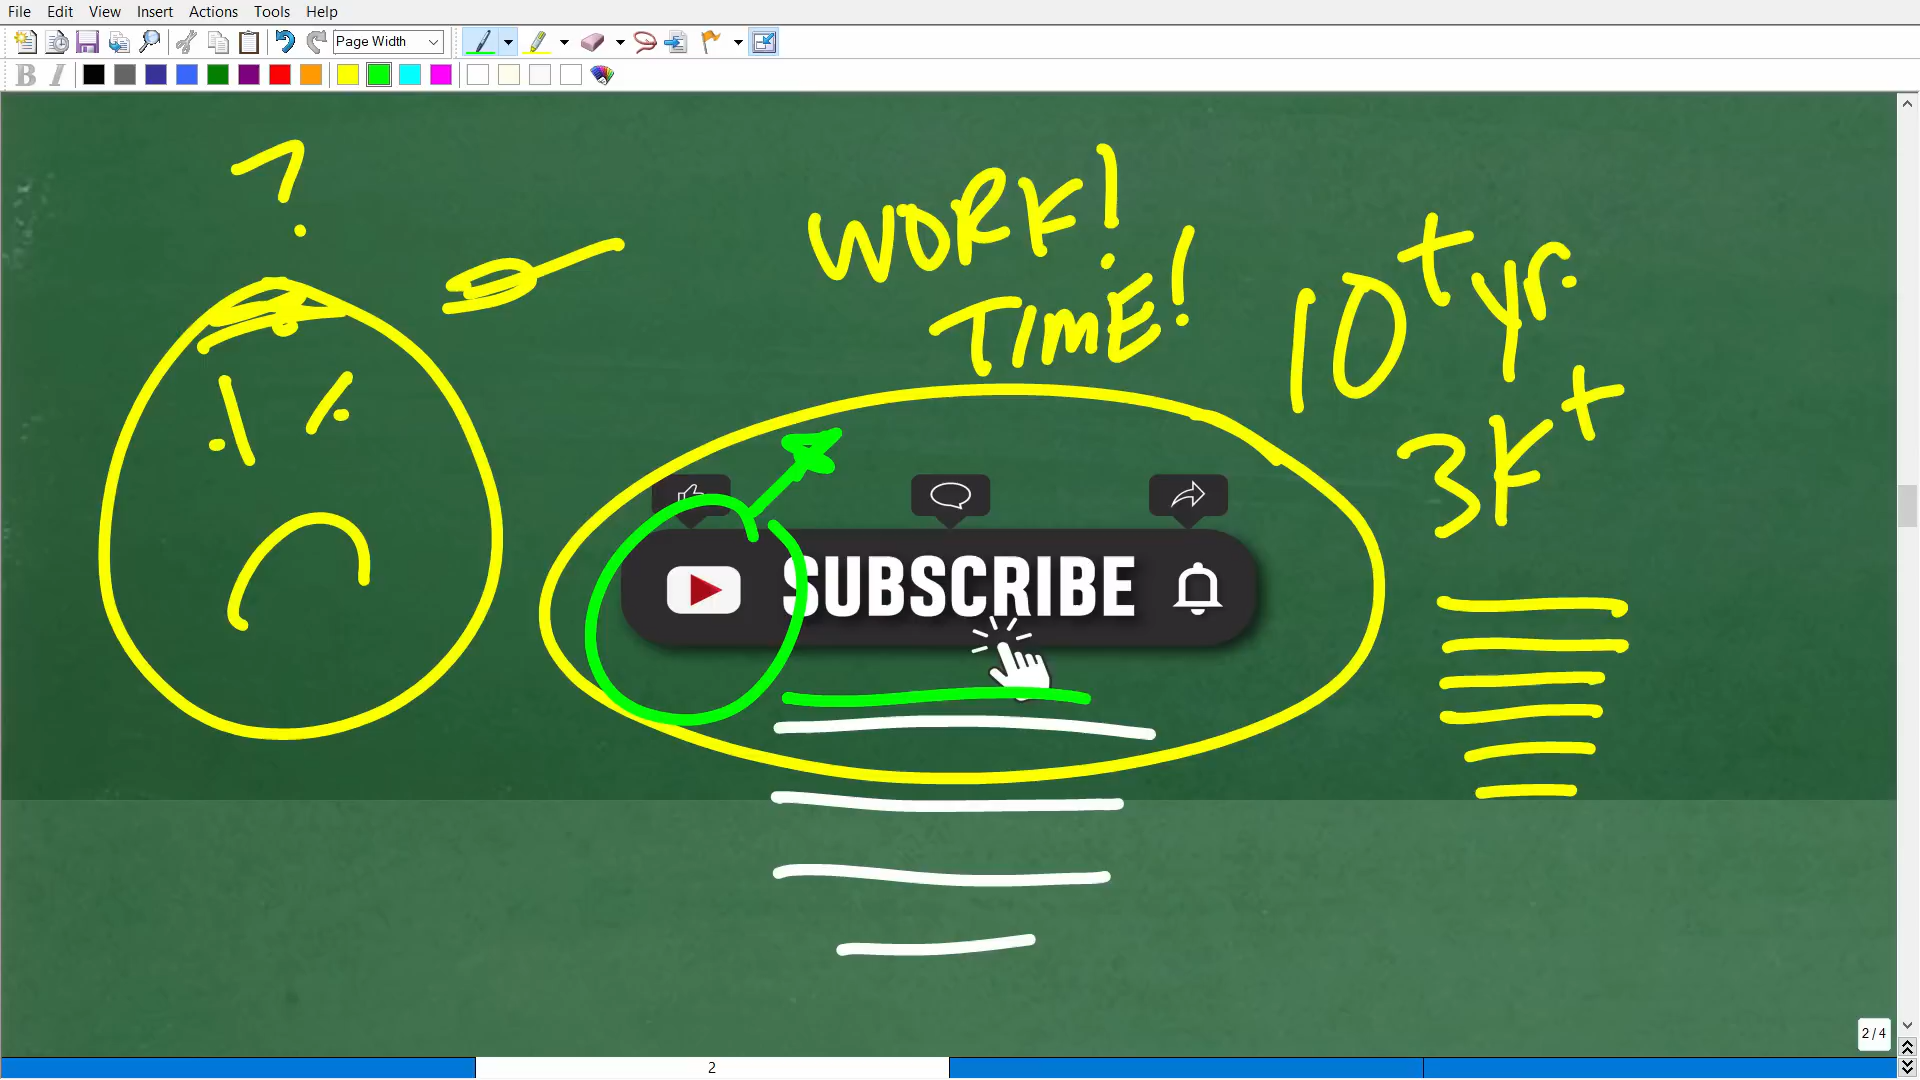 File Edit View Insert Actions Tools Help
Page Width
B I
?
WORK!
TIME!
10+ yr.
3K+
SUBSCRIBE
2 / 4
2